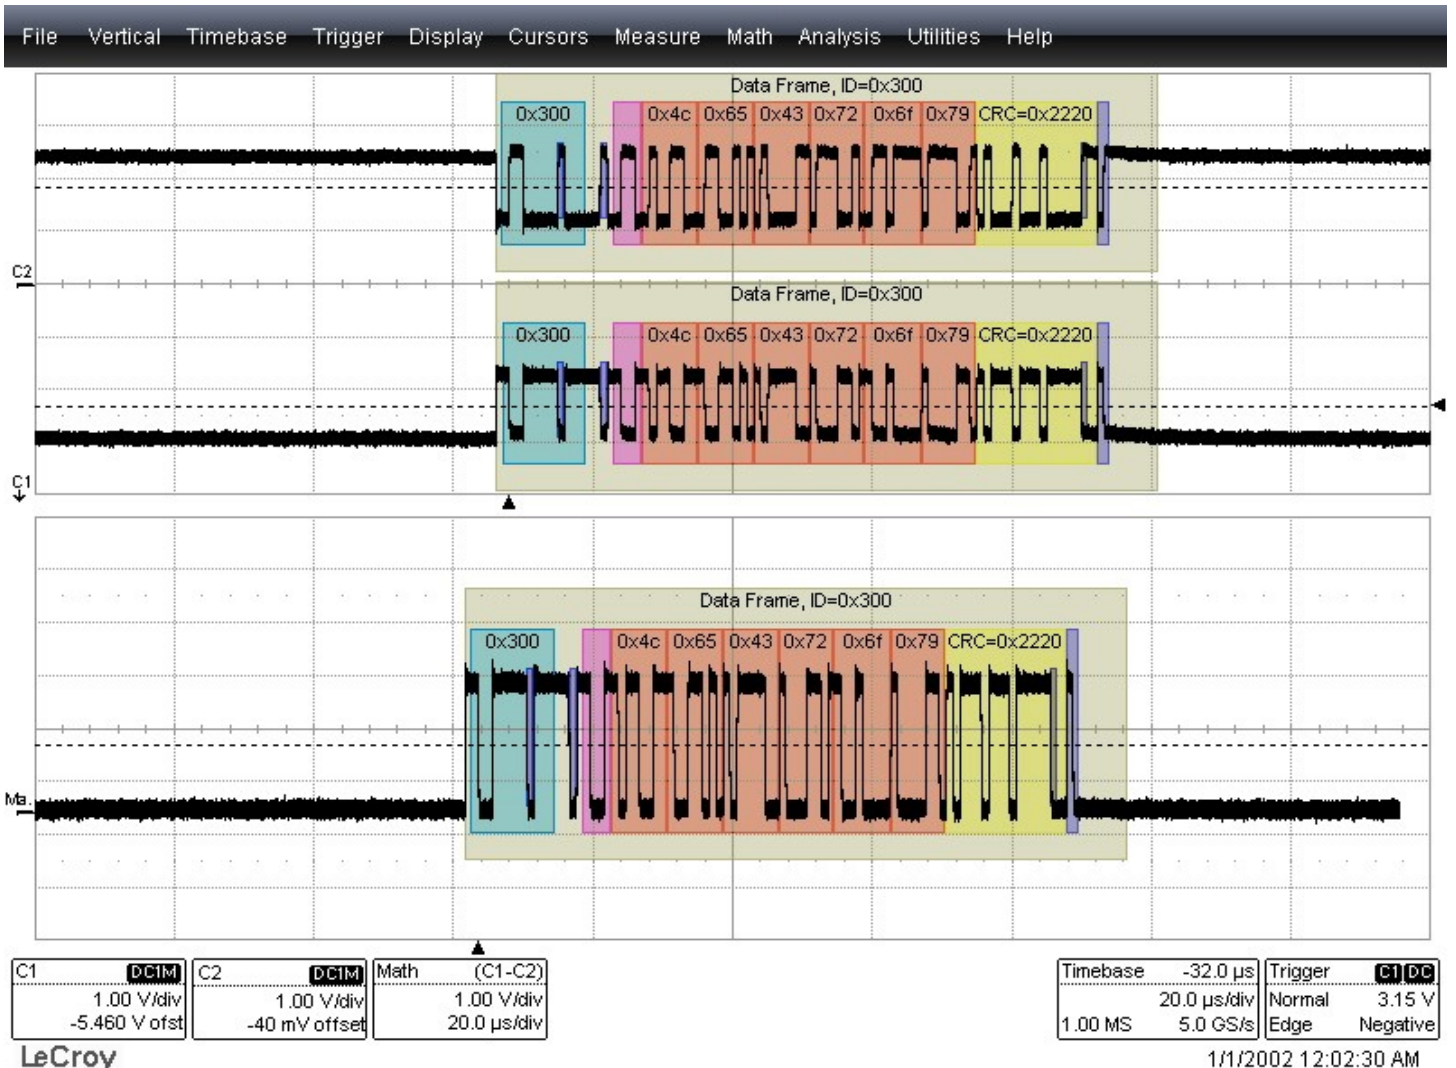 File Vertical Timebase Trigger Display Cursors Measure Math Analysis Utilities Help
Data Frame, ID=0x300
0x300 0x4c 0x65 0x43 0x72 0x6f 0x79 CRC=0x2220
C2
Data Frame, ID=0x300
0x300 0x4c 0x65 0x43 0x72 0x6f 0x79 CRC=0x2220
C1
Data Frame, ID=0x300
0x300 0x4c 0x65 0x43 0x72 0x6f 0x79 CRC=0x2220
Ma.
C1 DC1M
1.00 V/div
-5.460 V ofst
C2 DC1M
1.00 V/div
-40 mV offset
Math (C1-C2)
1.00 V/div
20.0 µs/div
Timebase -32.0 µs
20.0 µs/div
1.00 MS 5.0 GS/s
Trigger C1 DC
Normal 3.15 V
Edge Negative
LeCroy
1/1/2002 12:02:30 AM